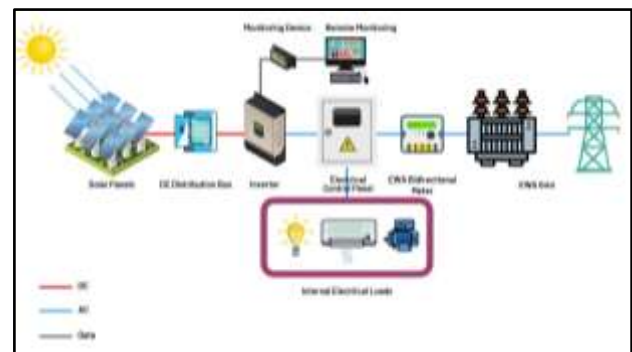 Monitoring Device
Remote Monitoring
Solar Panels
DC Distribution Box
Inverter
Electrical
Control Panel
EWA Bidirectional
Meter
EWA Grid
Internal Electrical Loads
DC
AC
Data